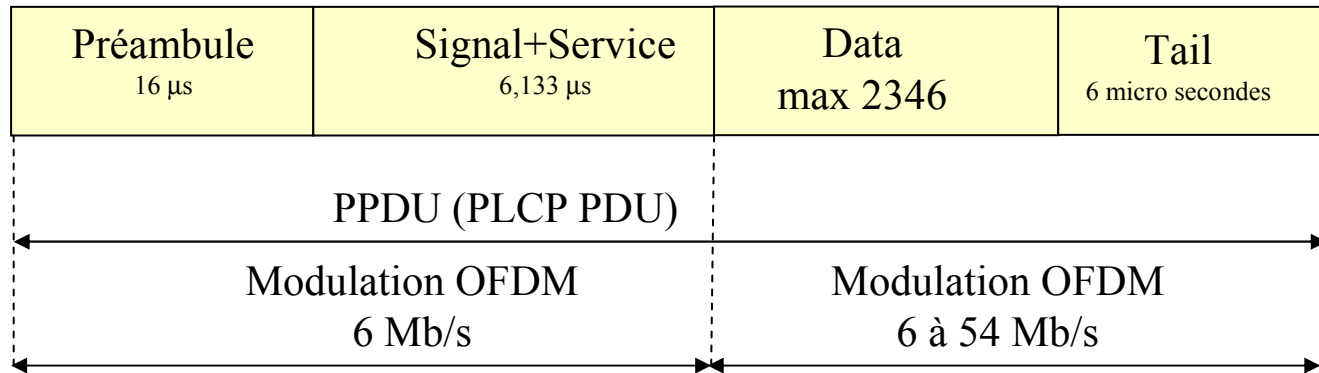 Préambule
16 μs
Signal+Service
6,133 μs
Data
max 2346
Tail
6 micro secondes
PPDU (PLCP PDU)
Modulation OFDM
6 Mb/s
Modulation OFDM
6 à 54 Mb/s